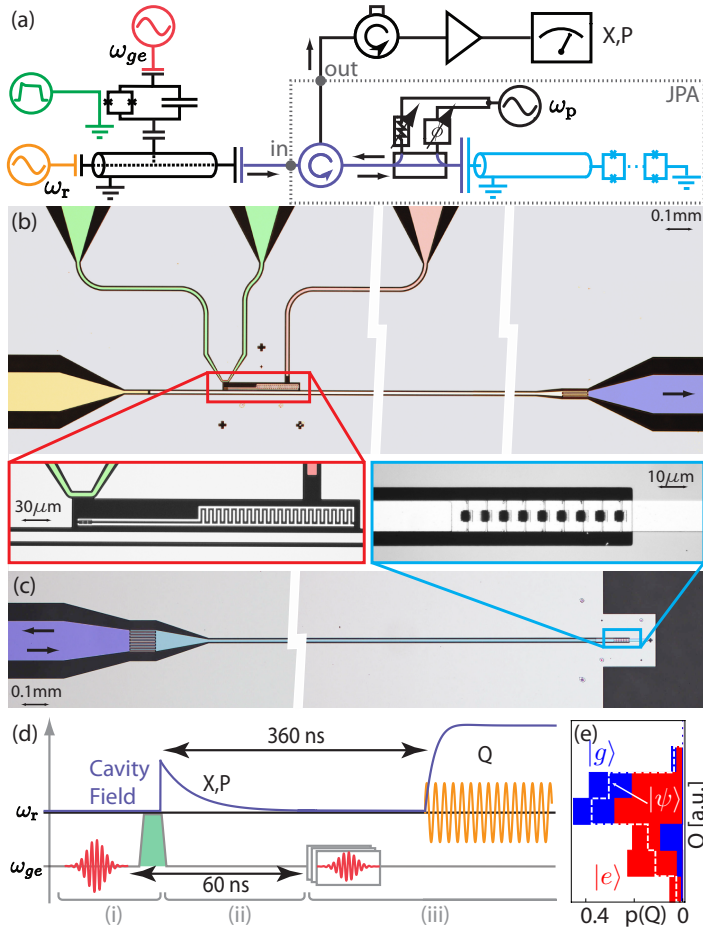 (a)
ω_ge
X,P
out
JPA
ω_p
in
ω_r
(b)
0.1mm
30μm
10μm
(c)
0.1mm
(d)
360 ns
(e)
Cavity
Field
X,P
Q
|g⟩
|ψ⟩
ω_r
Q [a.u.]
ω_ge
60 ns
|e⟩
(i)
(ii)
(iii)
0.4
p(Q)
0